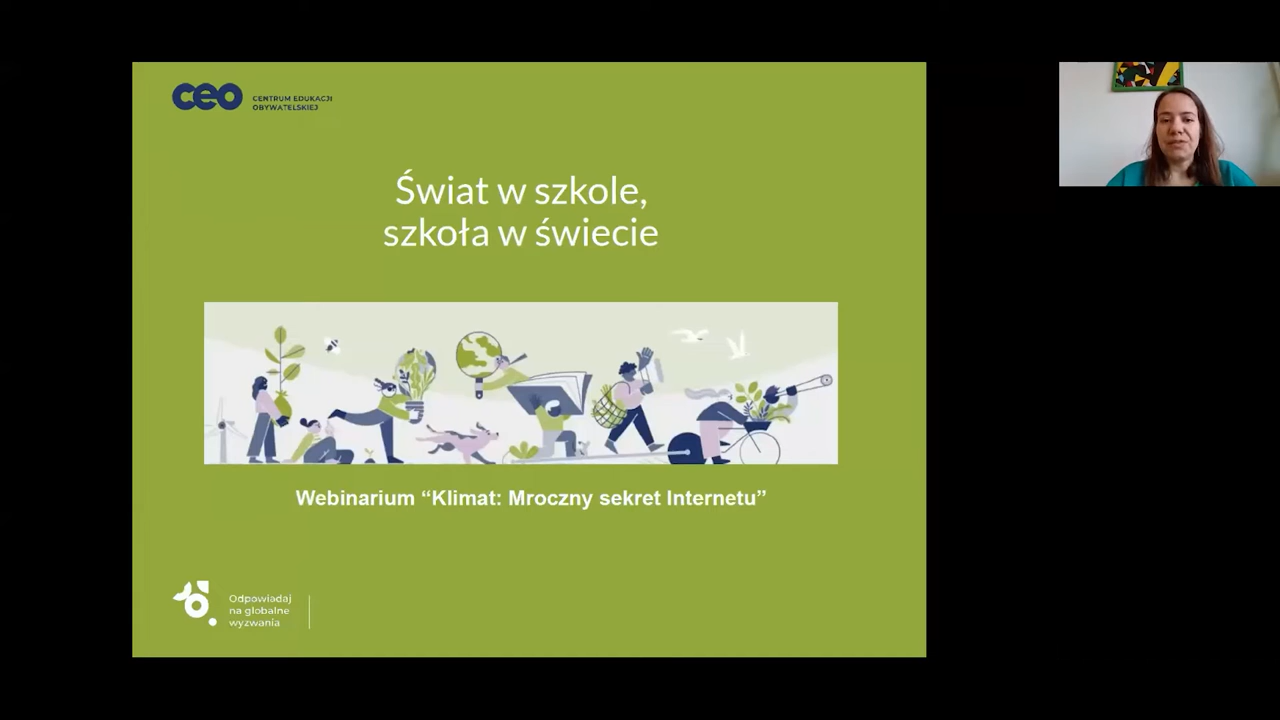 ceo
CENTRUM EDUKACJI
OBYWATELSKIEJ
Świat w szkole,
szkoła w świecie
Webinarium “Klimat: Mroczny sekret Internetu”
Odpowiadaj
na globalne
wyzwania